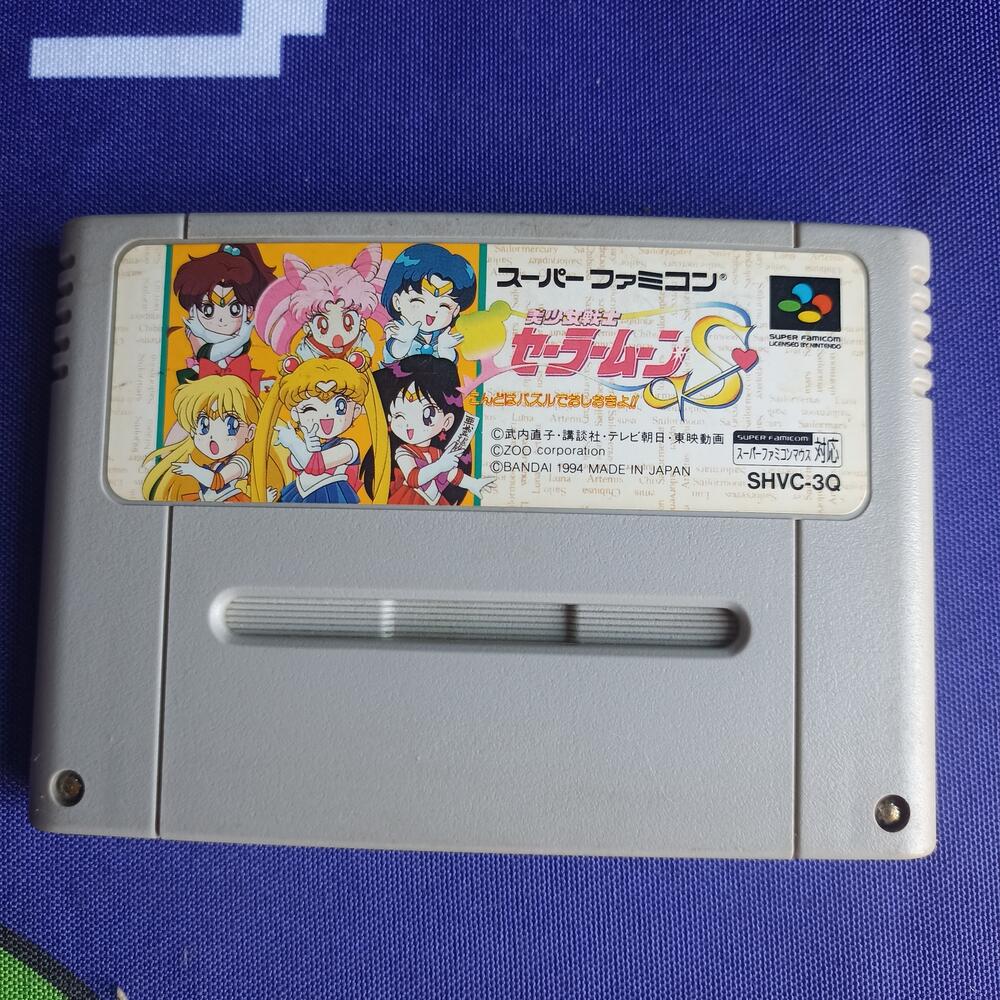 スーパーファミコン®
美少女戦士
セーラームーンS
こんどはパズルでおしおきよ!!
SUPER FAMICOM
LICENSED BY NINTENDO
©武内直子・講談社・テレビ朝日・東映動画
©ZOO corporation
©BANDAI 1994 MADE IN JAPAN
SUPER FAMICOM
スーパーファミコンマウス 対応
SHVC-3Q
悪霊退散